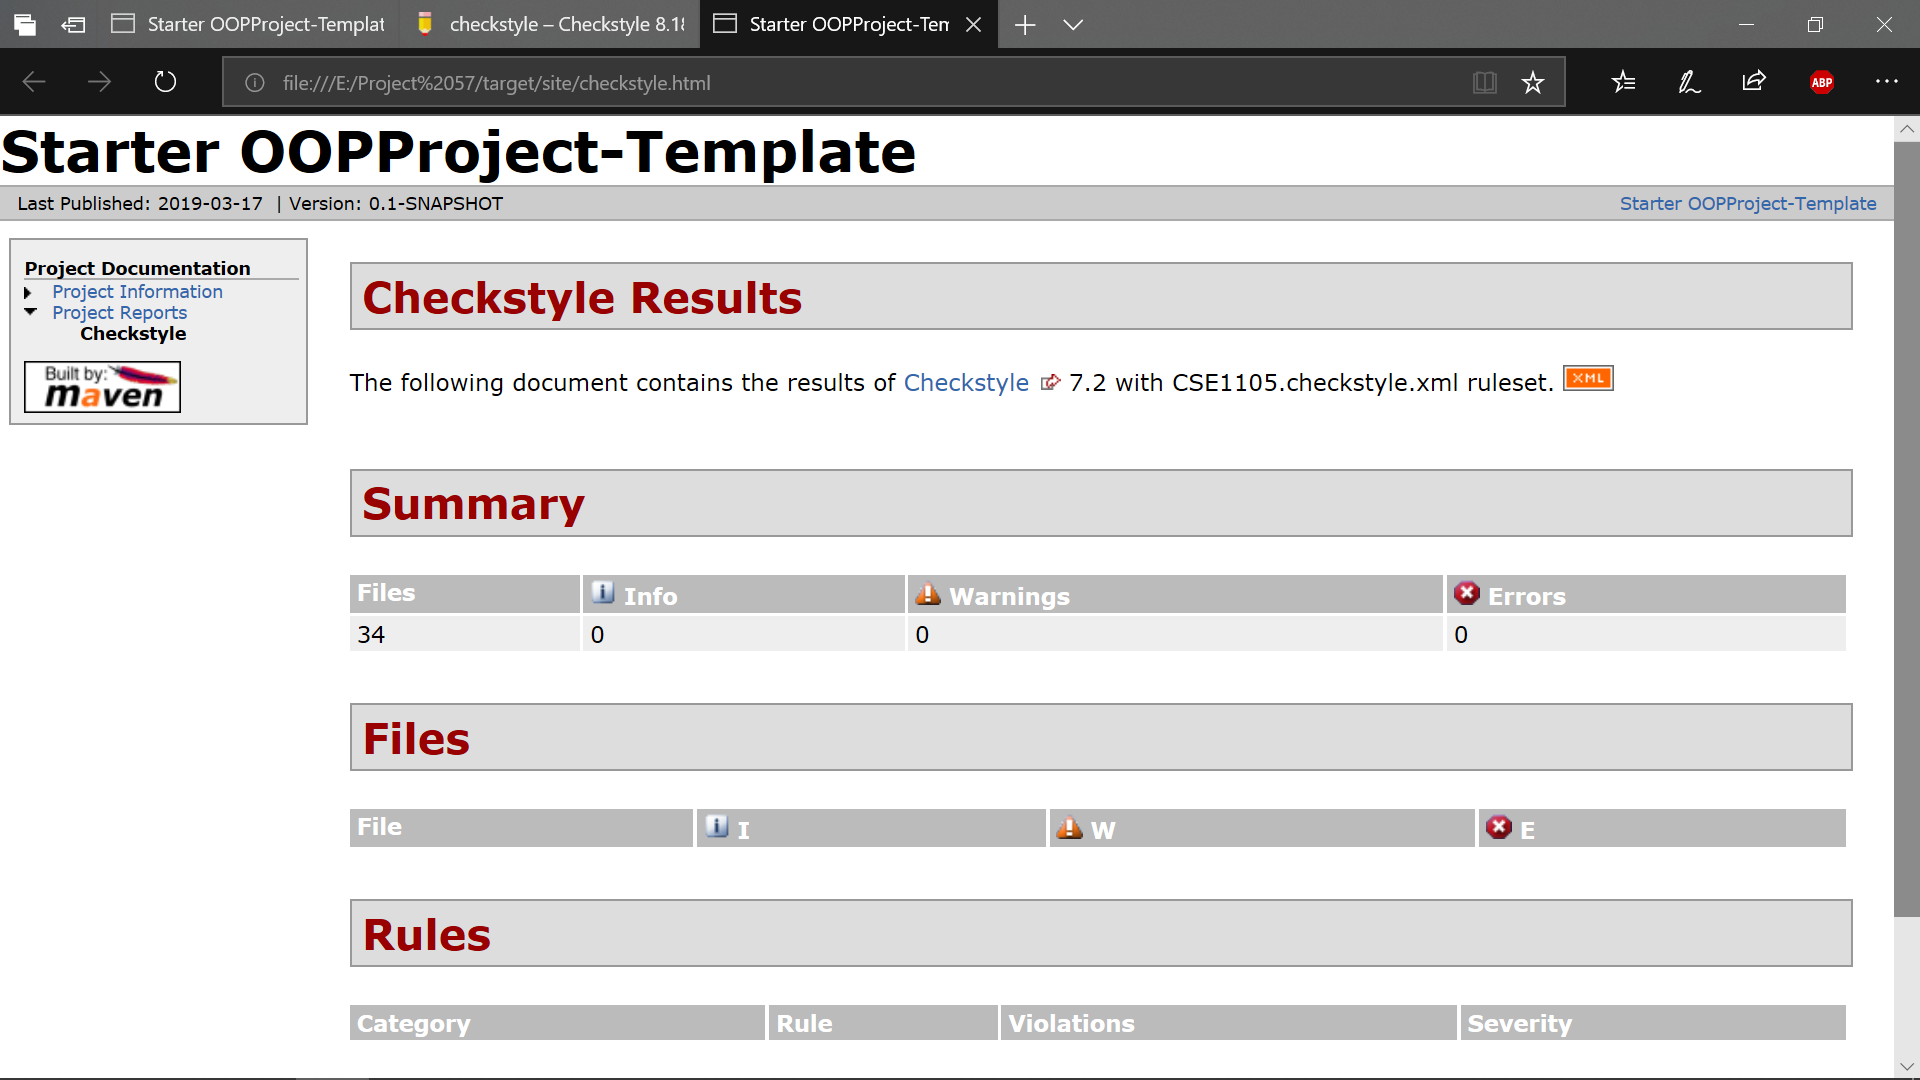 Starter OOPProject-Templat
checkstyle – Checkstyle 8.18
Starter OOPProject-Tem
file:///E:/Project%2057/target/site/checkstyle.html
ABP
Starter OOPProject-Template
Last Published: 2019-03-17 | Version: 0.1-SNAPSHOT
Starter OOPProject-Template
Project Documentation
Project Information
Project Reports
Checkstyle
Built by:
maven
Checkstyle Results
The following document contains the results of Checkstyle 7.2 with CSE1105.checkstyle.xml ruleset. XML
Summary
Files Info Warnings Errors
34 0 0 0
Files
File I W E
Rules
Category Rule Violations Severity